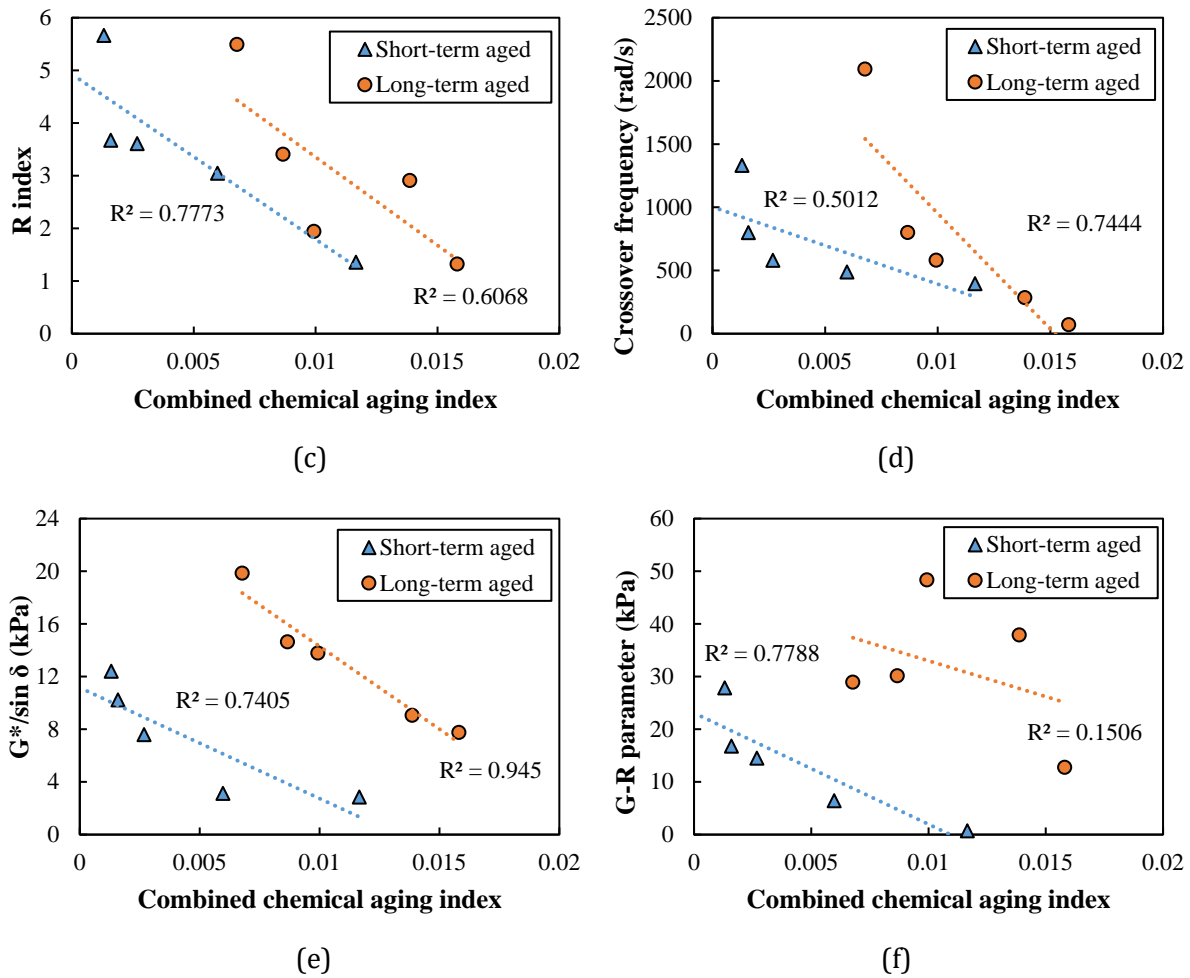 R index
6
5
4
3
2
1
0
Short-term aged
Long-term aged
R² = 0.7773
R² = 0.6068
0 0.005 0.01 0.015 0.02
Combined chemical aging index
(c)
Crossover frequency (rad/s)
2500
2000
1500
1000
500
0
Short-term aged
Long-term aged
R² = 0.5012
R² = 0.7444
0 0.005 0.01 0.015 0.02
Combined chemical aging index
(d)
G*/sin δ (kPa)
24
20
16
12
8
4
0
Short-term aged
Long-term aged
R² = 0.7405
R² = 0.945
0 0.005 0.01 0.015 0.02
Combined chemical aging index
(e)
G-R parameter (kPa)
60
50
40
30
20
10
0
Short-term aged
Long-term aged
R² = 0.7788
R² = 0.1506
0 0.005 0.01 0.015 0.02
Combined chemical aging index
(f)